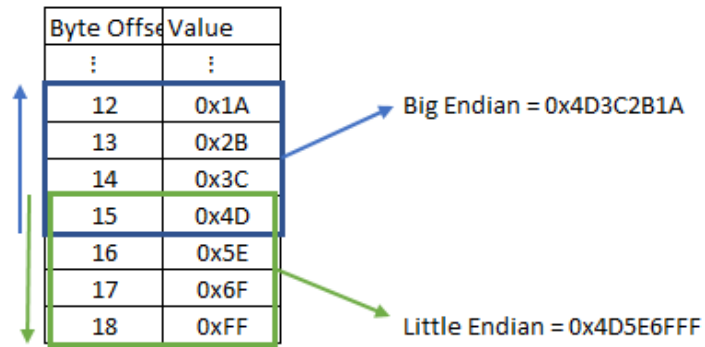 Byte Offse Value
⋮ ⋮
12 0x1A
Big Endian = 0x4D3C2B1A
13 0x2B
14 0x3C
15 0x4D
16 0x5E
17 0x6F
18 0xFF
Little Endian = 0x4D5E6FFF